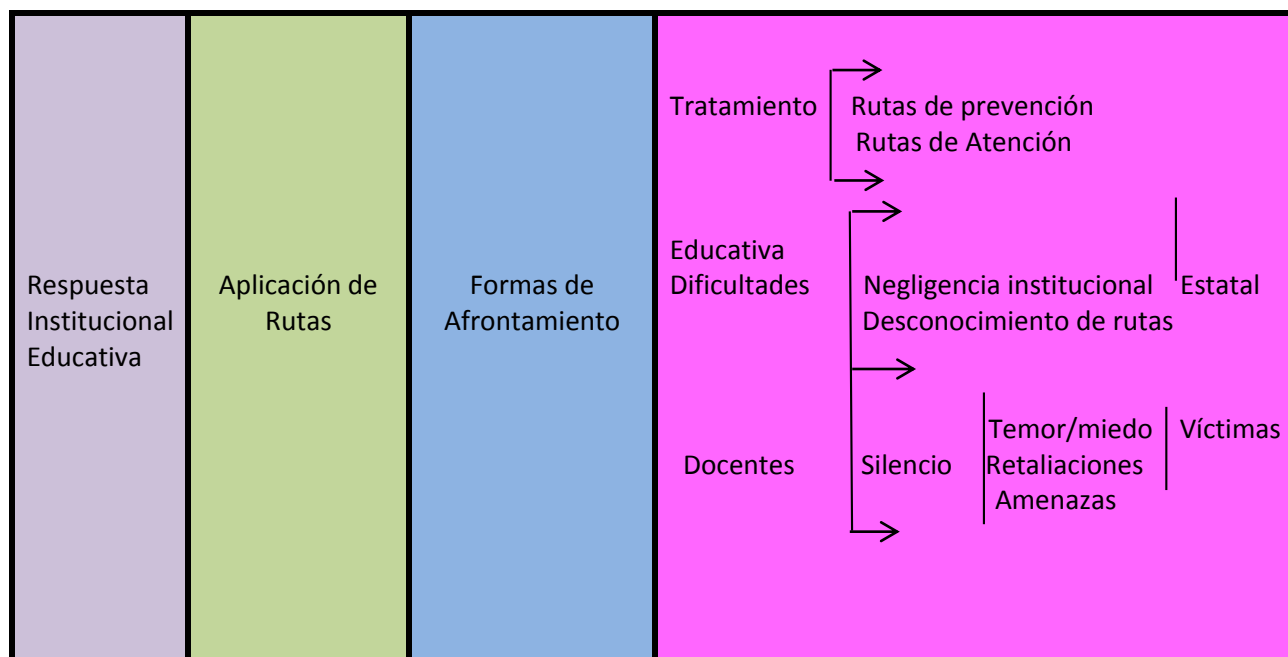 Respuesta
Institucional
Educativa
Aplicación de
Rutas
Formas de
Afrontamiento
Tratamiento
Rutas de prevención
Rutas de Atención
Educativa
Dificultades
Negligencia institucional
Estatal
Desconocimiento de rutas
Docentes
Silencio
Temor/miedo
Retaliaciones
Amenazas
Víctimas